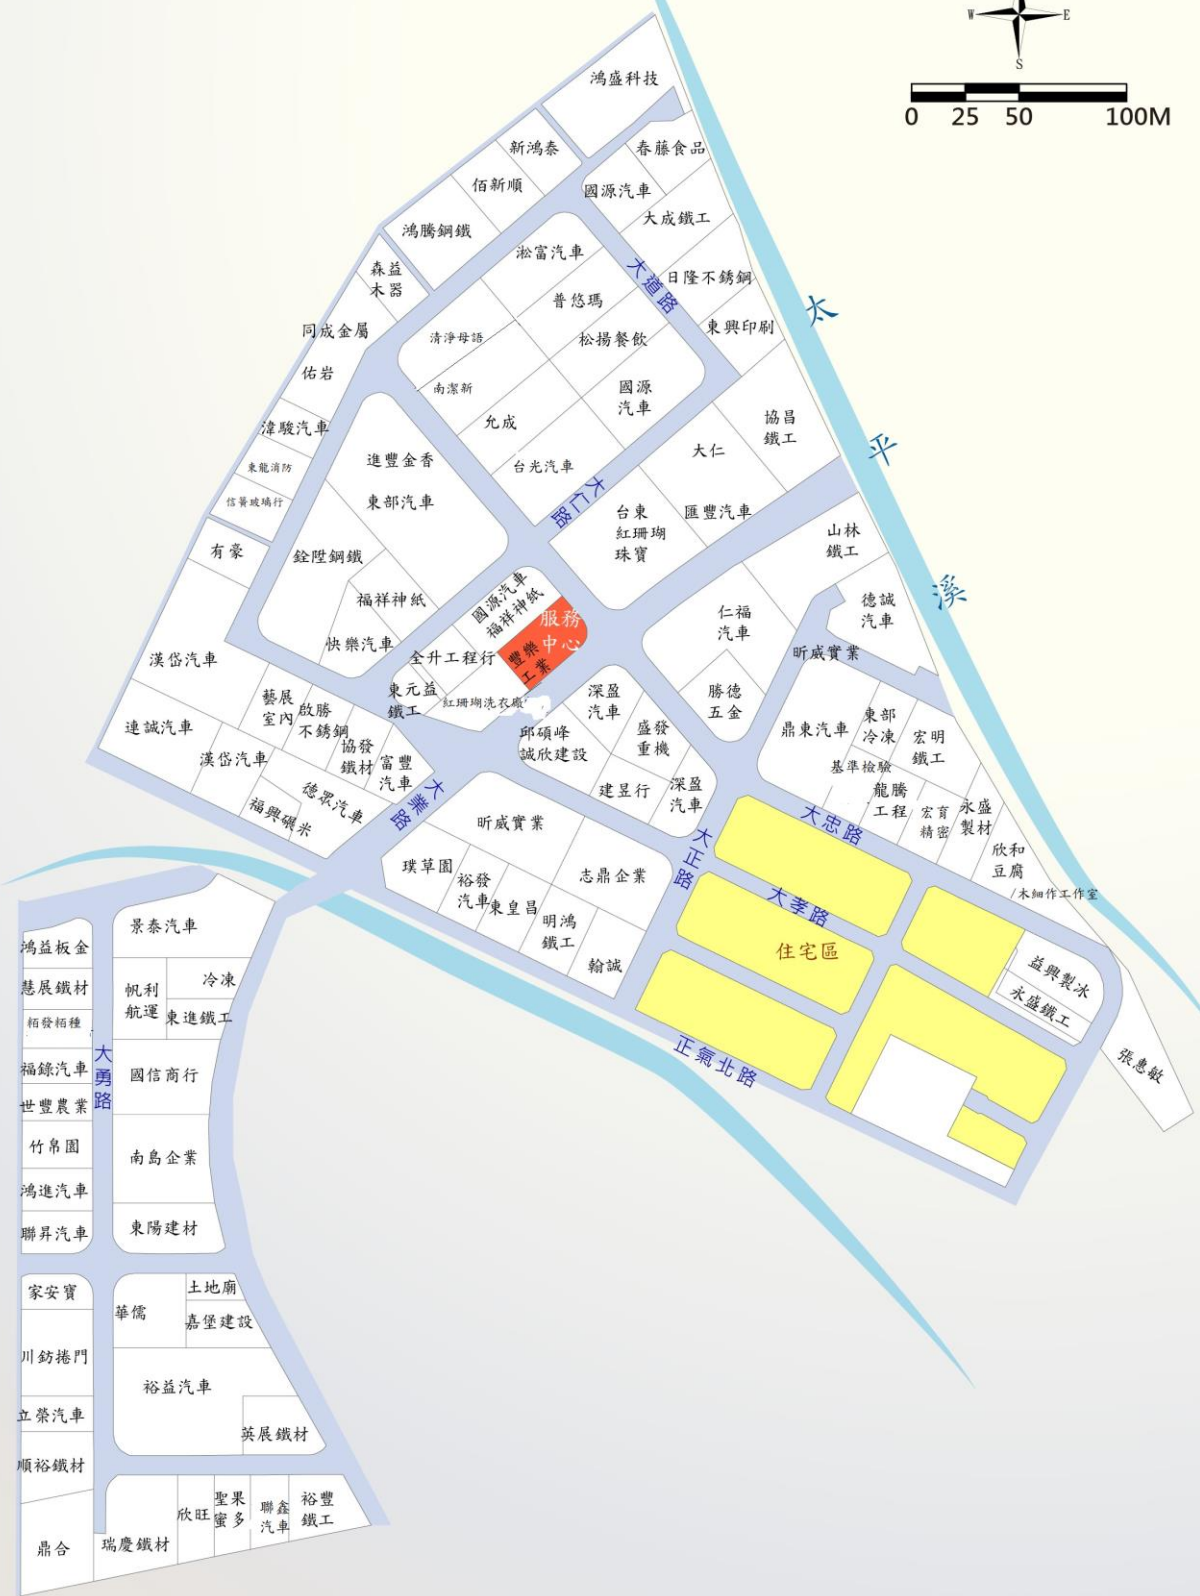 W
E
S
0 25 50 100M
鴻盛科技
新鴻泰
春藤食品
佰新順
國源汽車
大成鐵工
鴻騰鋼鐵
淞富汽車
大道路
日隆不銹鋼
森益
木器
普悠瑪
太
平
溪
同成金屬
清淨母語
松揚餐飲
東興印刷
佑岩
南潔新
國源
汽車
允成
協昌
鐵工
湋駿汽車
大仁
進豐金香
東龍消防
台光汽車
信誉玻璃行
東部汽車
大仁路
台東
紅珊瑚
珠寶
匯豐汽車
山林
鐵工
有豪
銓陞鋼鐵
國源汽車
福祥神紙
福祥神紙
服務
中心
豐樂
工業
仁福
汽車
德誠
汽車
快樂汽車
全升工程行
昕威實業
漢岱汽車
東元益
鐵工
紅珊瑚洗衣廠
深盈
汽車
勝德
五金
藝展
室內
啟勝
不銹鋼
連誠汽車
邱碩峰
誠欣建設
盛發
重機
鼎東汽車
東部
冷凍
宏明
鐵工
漢岱汽車
協發
鐵材
富豐
汽車
基準檢驗
建昱行
深盈
汽車
龍騰
工程
宏育
精密
永盛
製材
德眾汽車
福興碾米
大業路
昕威實業
大忠路
大正路
欣和
豆腐
木細作工作室
璞草園
裕發
汽車
志鼎企業
大孝路
東皇昌
明鴻
鐵工
住宅區
翰誠
益興製冰
永盛鐵工
景泰汽車
鴻益板金
慧展鐵材
帆利
航運
冷凍
東進鐵工
栢發栢種
大勇路
正氣北路
張惠敏
福錸汽車
國信商行
世豐農業
竹帛園
南島企業
鴻進汽車
聯昇汽車
東陽建材
家安寶
土地廟
華儒
嘉堡建設
川鈁捲門
裕益汽車
立榮汽車
英展鐵材
順裕鐵材
欣旺
聖果
蜜多
聯鑫
汽車
裕豐
鐵工
鼎合
瑞慶鐵材